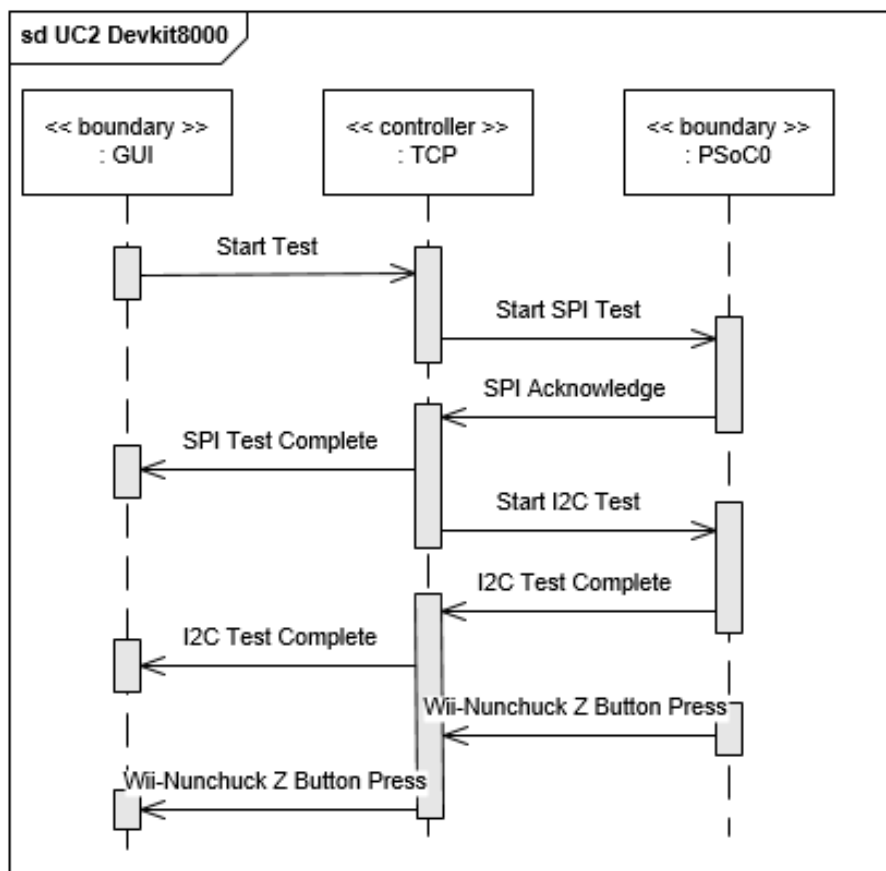 sd UC2 Devkit8000
<< boundary >>
: GUI
<< controller >>
: TCP
<< boundary >>
: PSoC0
Start Test
Start SPI Test
SPI Acknowledge
SPI Test Complete
Start I2C Test
I2C Test Complete
I2C Test Complete
Wii-Nunchuck Z Button Press
Wii-Nunchuck Z Button Press